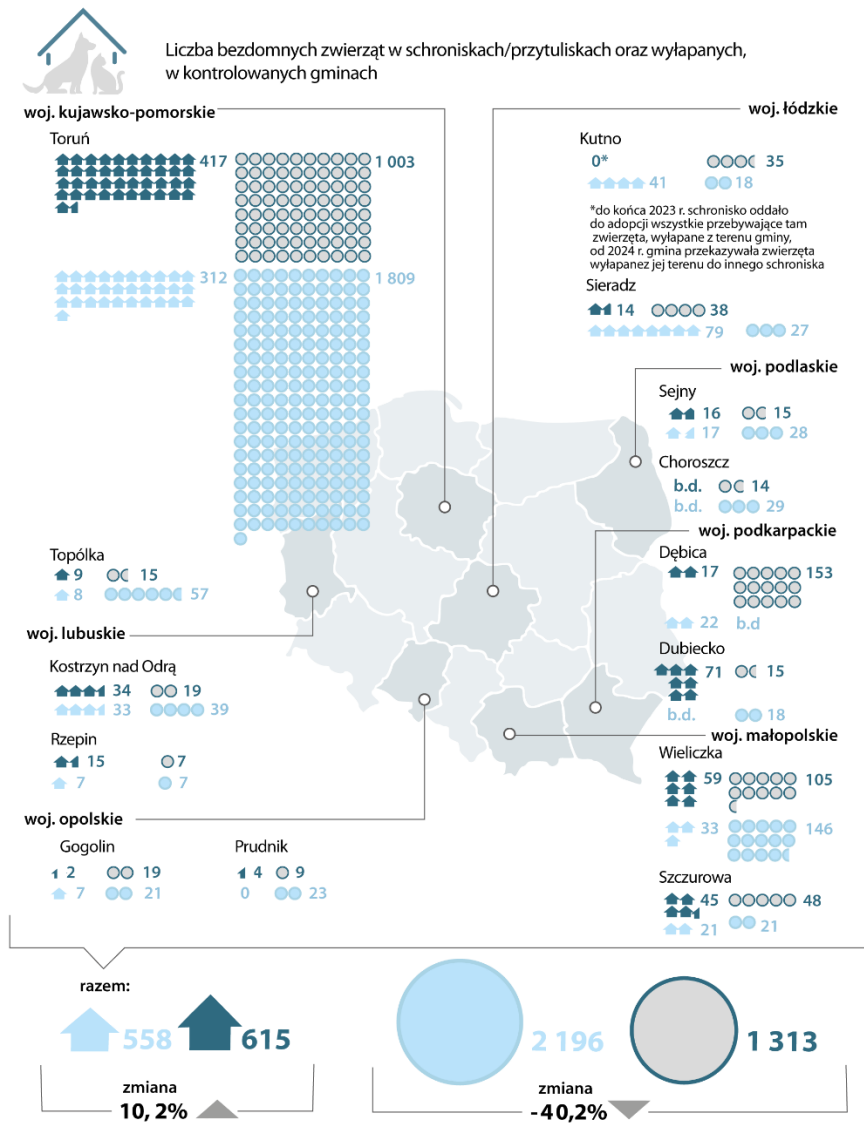 Liczba bezdomnych zwierząt w schroniskach/przytuliskach oraz wyłapanych,
w kontrolowanych gminach
woj. kujawsko-pomorskie
Toruń
417 1 003
312 1 809
Topólka
9 15
8 57
woj. lubuskie
Kostrzyn nad Odrą
34 19
33 39
Rzepin
15 7
7 7
woj. opolskie
Gogolin
2 19
7 21
Prudnik
4 9
0 23
woj. łódzkie
Kutno
0* 35
41 18
*do końca 2023 r. schronisko oddało
do adopcji wszystkie przebywające tam
zwierzęta, wyłapane z terenu gminy,
od 2024 r. gmina przekazywała zwierzęta
wyłapanez jej terenu do innego schroniska
Sieradz
14 38
79 27
woj. podlaskie
Sejny
16 15
17 28
Choroszcz
b.d. 14
b.d. 29
woj. podkarpackie
Dębica
17 153
22 b.d
Dubiecko
71 15
b.d. 18
woj. małopolskie
Wieliczka
59 105
33 146
Szczurowa
45 48
21 21
razem:
558 615
zmiana
10, 2%
2 196 1 313
zmiana
-40,2%